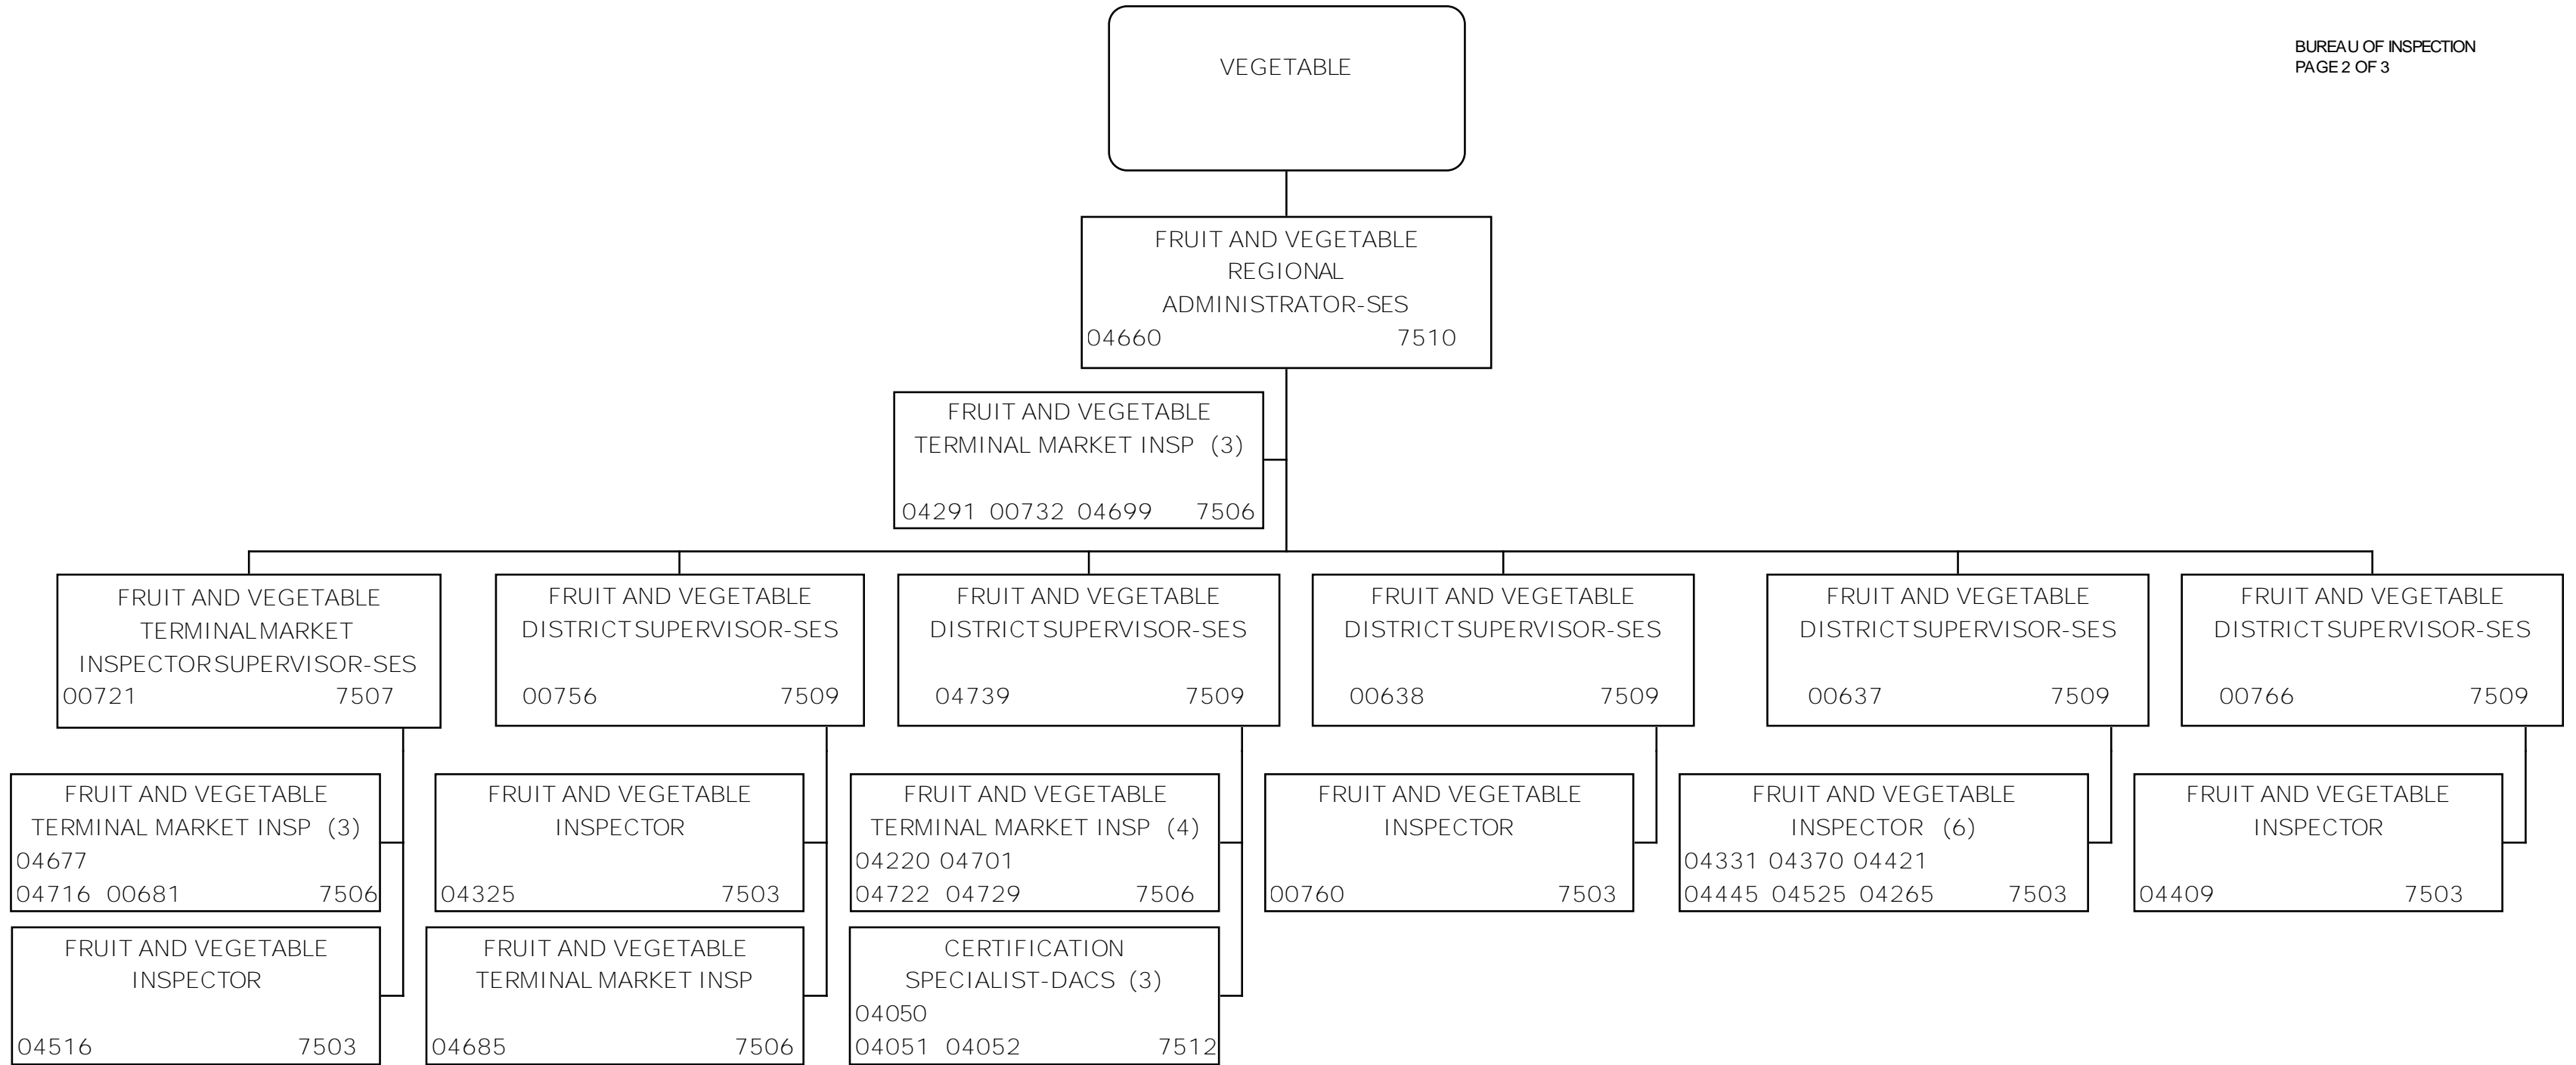 BUREAU OF INSPECTION
PAGE 2 OF 3
VEGETABLE
FRUIT AND VEGETABLE
REGIONAL
ADMINISTRATOR-SES
04660 7510
FRUIT AND VEGETABLE
TERMINAL MARKET INSP (3)
04291 00732 04699 7506
FRUIT AND VEGETABLE
TERMINAL MARKET
INSPECTOR SUPERVISOR-SES
00721 7507
FRUIT AND VEGETABLE
DISTRICT SUPERVISOR-SES
00756 7509
FRUIT AND VEGETABLE
DISTRICT SUPERVISOR-SES
04739 7509
FRUIT AND VEGETABLE
DISTRICT SUPERVISOR-SES
00638 7509
FRUIT AND VEGETABLE
DISTRICT SUPERVISOR-SES
00637 7509
FRUIT AND VEGETABLE
DISTRICT SUPERVISOR-SES
00766 7509
FRUIT AND VEGETABLE
TERMINAL MARKET INSP (3)
04677
04716 00681 7506
FRUIT AND VEGETABLE
INSPECTOR
04325 7503
FRUIT AND VEGETABLE
TERMINAL MARKET INSP (4)
04220 04701
04722 04729 7506
FRUIT AND VEGETABLE
INSPECTOR
00760 7503
FRUIT AND VEGETABLE
INSPECTOR (6)
04331 04370 04421
04445 04525 04265 7503
FRUIT AND VEGETABLE
INSPECTOR
04409 7503
FRUIT AND VEGETABLE
INSPECTOR
04516 7503
FRUIT AND VEGETABLE
TERMINAL MARKET INSP
04685 7506
CERTIFICATION
SPECIALIST-DACS (3)
04050
04051 04052 7512